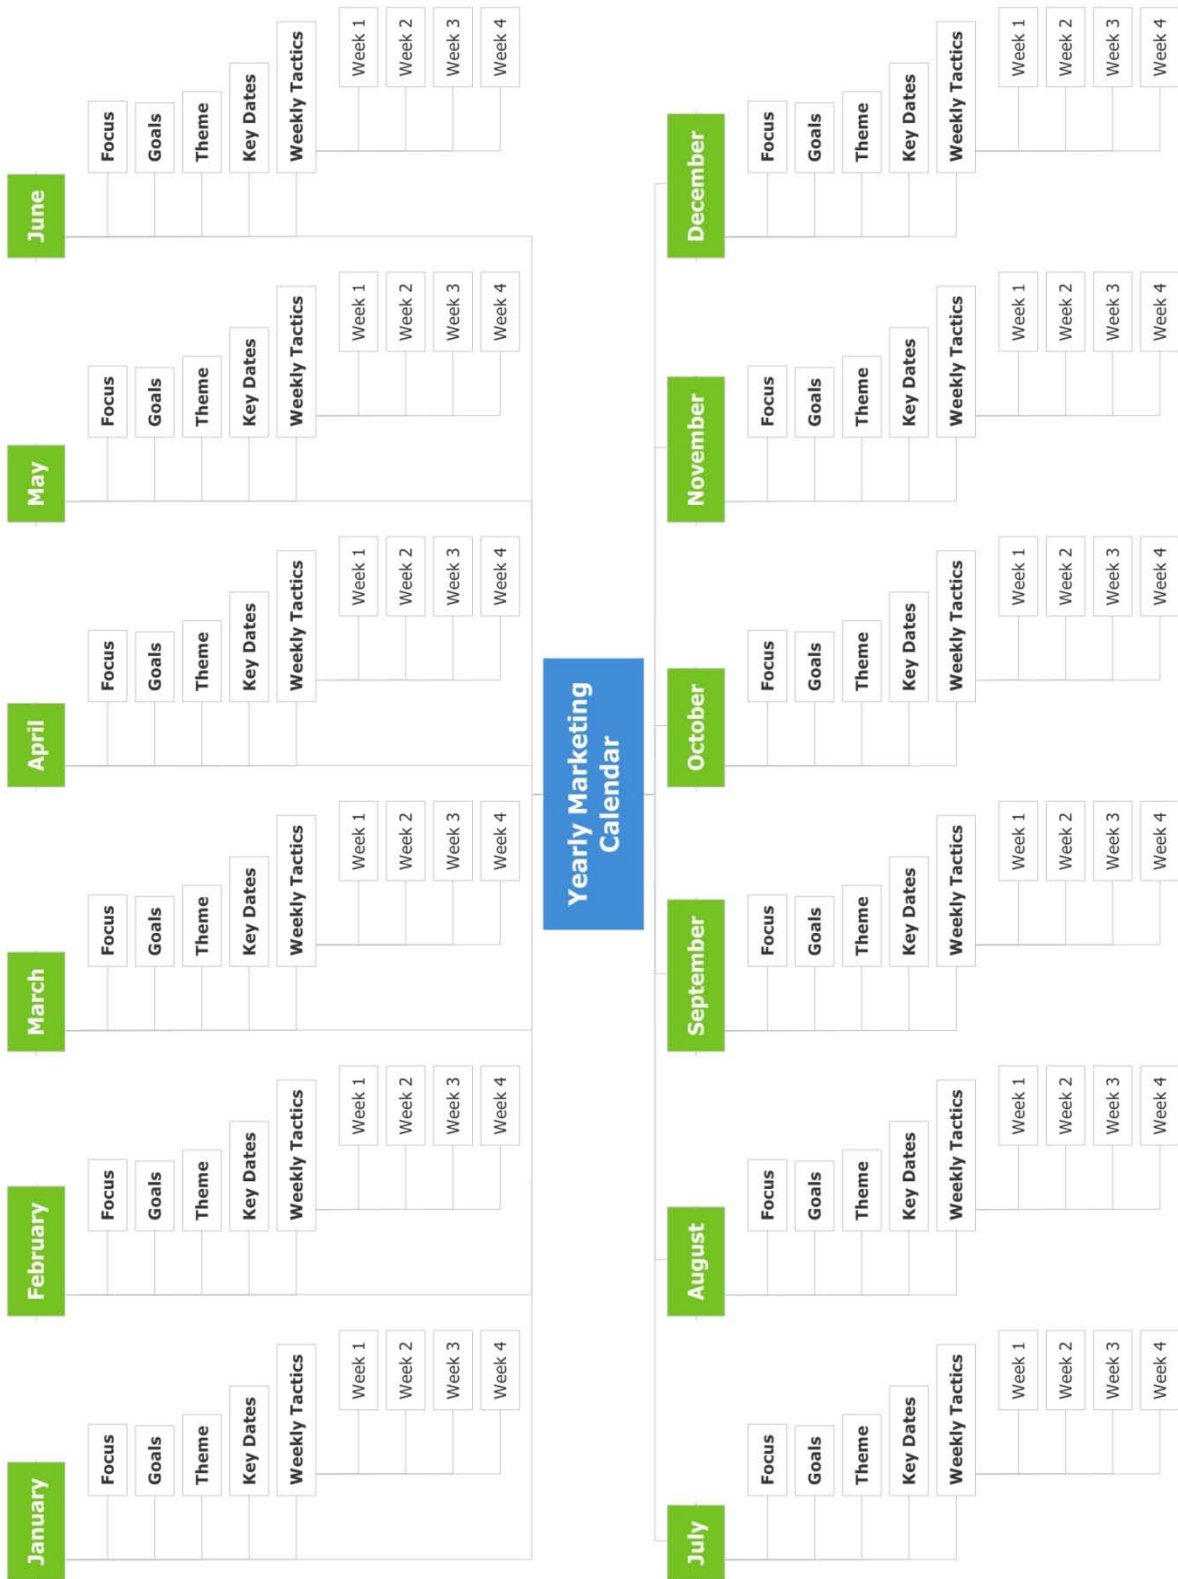 January
Focus
Goals
Theme
Key Dates
Weekly Tactics
Week 1
Week 2
Week 3
Week 4
February
Focus
Goals
Theme
Key Dates
Weekly Tactics
Week 1
Week 2
Week 3
Week 4
March
Focus
Goals
Theme
Key Dates
Weekly Tactics
Week 1
Week 2
Week 3
Week 4
April
Focus
Goals
Theme
Key Dates
Weekly Tactics
Week 1
Week 2
Week 3
Week 4
May
Focus
Goals
Theme
Key Dates
Weekly Tactics
Week 1
Week 2
Week 3
Week 4
June
Focus
Goals
Theme
Key Dates
Weekly Tactics
Week 1
Week 2
Week 3
Week 4
Yearly Marketing
Calendar
July
Focus
Goals
Theme
Key Dates
Weekly Tactics
Week 1
Week 2
Week 3
Week 4
August
Focus
Goals
Theme
Key Dates
Weekly Tactics
Week 1
Week 2
Week 3
Week 4
September
Focus
Goals
Theme
Key Dates
Weekly Tactics
Week 1
Week 2
Week 3
Week 4
October
Focus
Goals
Theme
Key Dates
Weekly Tactics
Week 1
Week 2
Week 3
Week 4
November
Focus
Goals
Theme
Key Dates
Weekly Tactics
Week 1
Week 2
Week 3
Week 4
December
Focus
Goals
Theme
Key Dates
Weekly Tactics
Week 1
Week 2
Week 3
Week 4